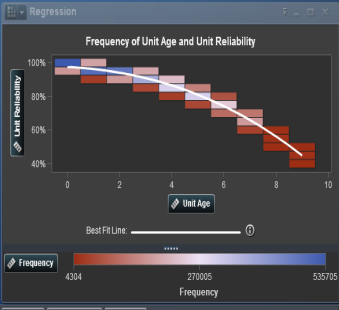 Regression
Frequency of Unit Age and Unit Reliability
100%
80%
60%
40%
Unit Reliability
0 2 4 6 8 10
Unit Age
Best Fit Line:
Frequency
4304 270005 535705
Frequency